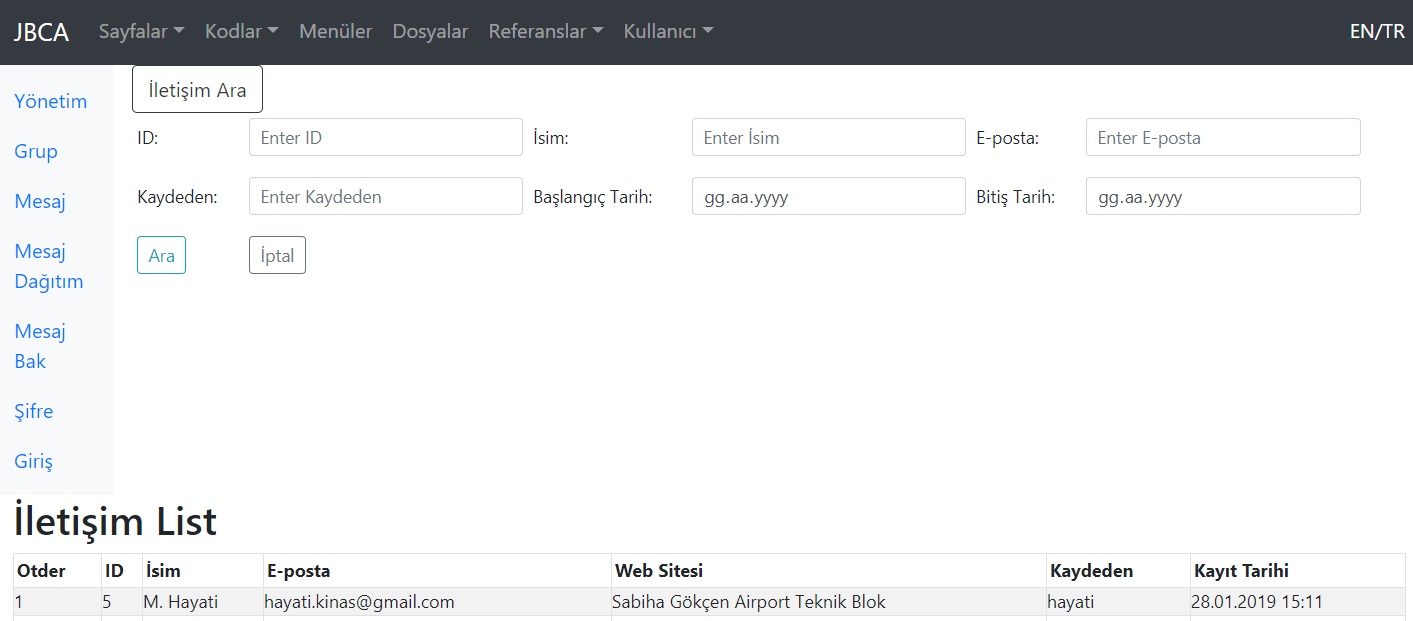 JBCA Sayfalar Kodlar Menüler Dosyalar Referanslar Kullanıcı EN/TR
Yönetim
Grup
Mesaj
Mesaj
Dağıtım
Mesaj
Bak
Şifre
Giriş
İletişim Ara
ID: Enter ID İsim: Enter İsim E-posta: Enter E-posta
Kaydeden: Enter Kaydeden Başlangıç Tarih: gg.aa.yyyy Bitiş Tarih: gg.aa.yyyy
Ara İptal
İletişim List
Otder ID İsim E-posta Web Sitesi Kaydeden Kayıt Tarihi
1 5 M. Hayati hayati.kinas@gmail.com Sabiha Gökçen Airport Teknik Blok hayati 28.01.2019 15:11